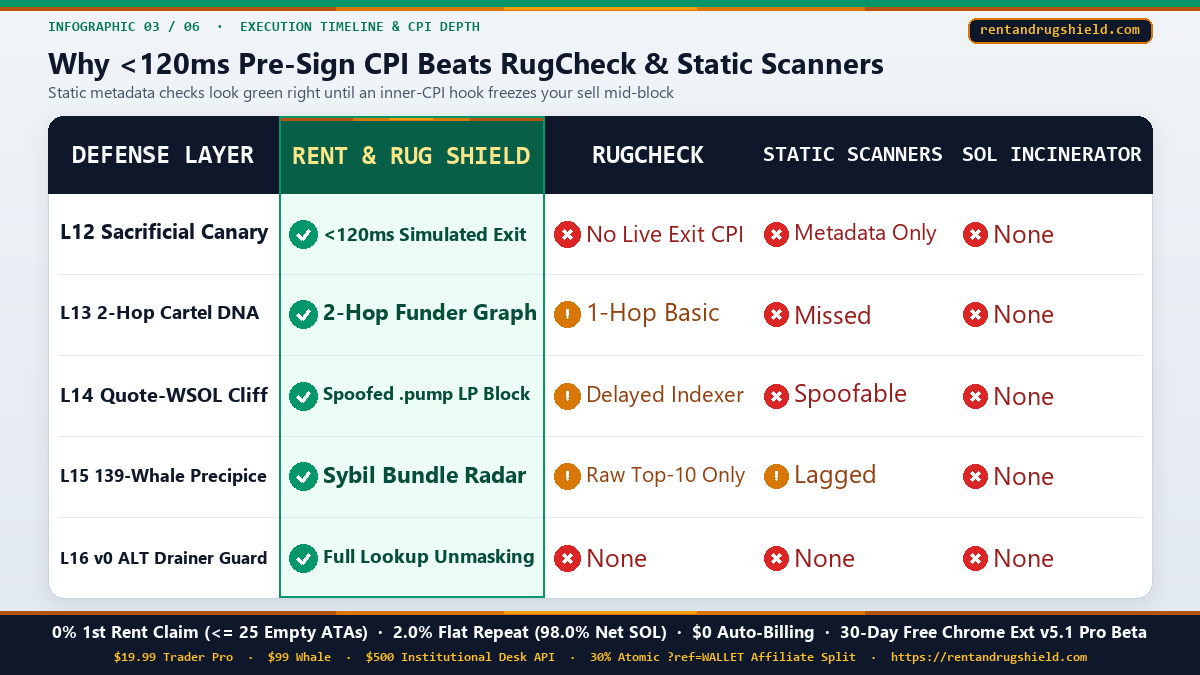 INFOGRAPHIC 03 / 06 · EXECUTION TIMELINE & CPI DEPTH
rentandrugshield.com
Why <120ms Pre-Sign CPI Beats RugCheck & Static Scanners
Static metadata checks look green right until an inner-CPI hook freezes your sell mid-block
DEFENSE LAYER RENT & RUG SHIELD RUGCHECK STATIC SCANNERS SOL INCINERATOR
L12 Sacrificial Canary <120ms Simulated Exit No Live Exit CPI Metadata Only None
L13 2-Hop Cartel DNA 2-Hop Funder Graph 1-Hop Basic Missed None
L14 Quote-WSOL Cliff Spoofed .pump LP Block Delayed Indexer Spoofable None
L15 139-Whale Precipice Sybil Bundle Radar Raw Top-10 Only Lagged None
L16 v0 ALT Drainer Guard Full Lookup Unmasking None None None
0% 1st Rent Claim (<= 25 Empty ATAs) · 2.0% Flat Repeat (98.0% Net SOL) · $0 Auto-Billing · 30-Day Free Chrome Ext v5.1 Pro Beta
$19.99 Trader Pro · $99 Whale · $500 Institutional Desk API · 30% Atomic ?ref=WALLET Affiliate Split · https://rentandrugshield.com